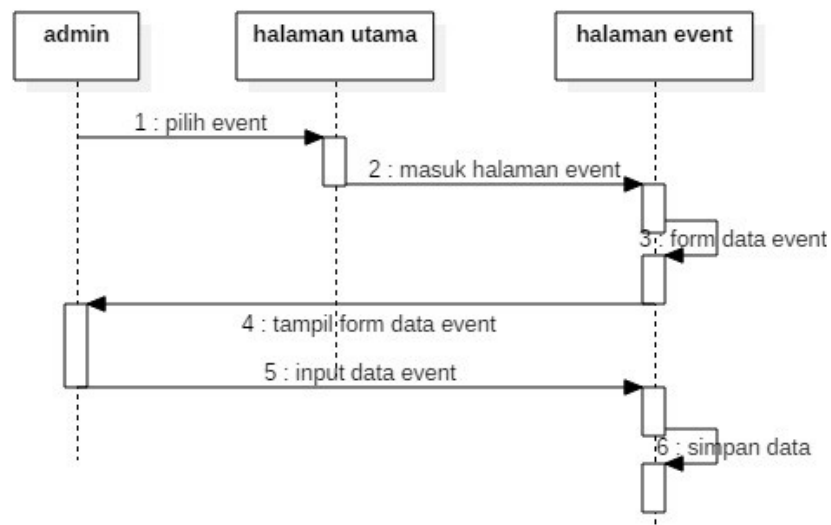 admin
halaman utama
halaman event
1 : pilih event
2 : masuk halaman event
3 : form data event
4 : tampil form data event
5 : input data event
6 : simpan data